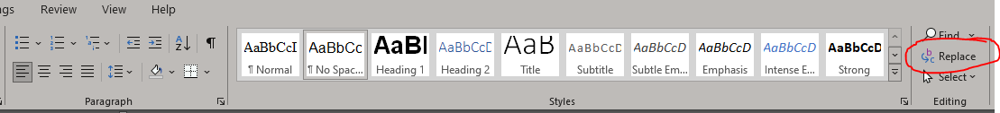 ngs Review View Help
AaBbCcI AaBbCc AaBl AaBbCcD AaB AaBbCcD AaBbCcD AaBbCcD AaBbCcD AaBbCcD
¶ Normal ¶ No Spac... Heading 1 Heading 2 Title Subtitle Subtle Em... Emphasis Intense E... Strong
Find
Replace
Select
Paragraph Styles Editing